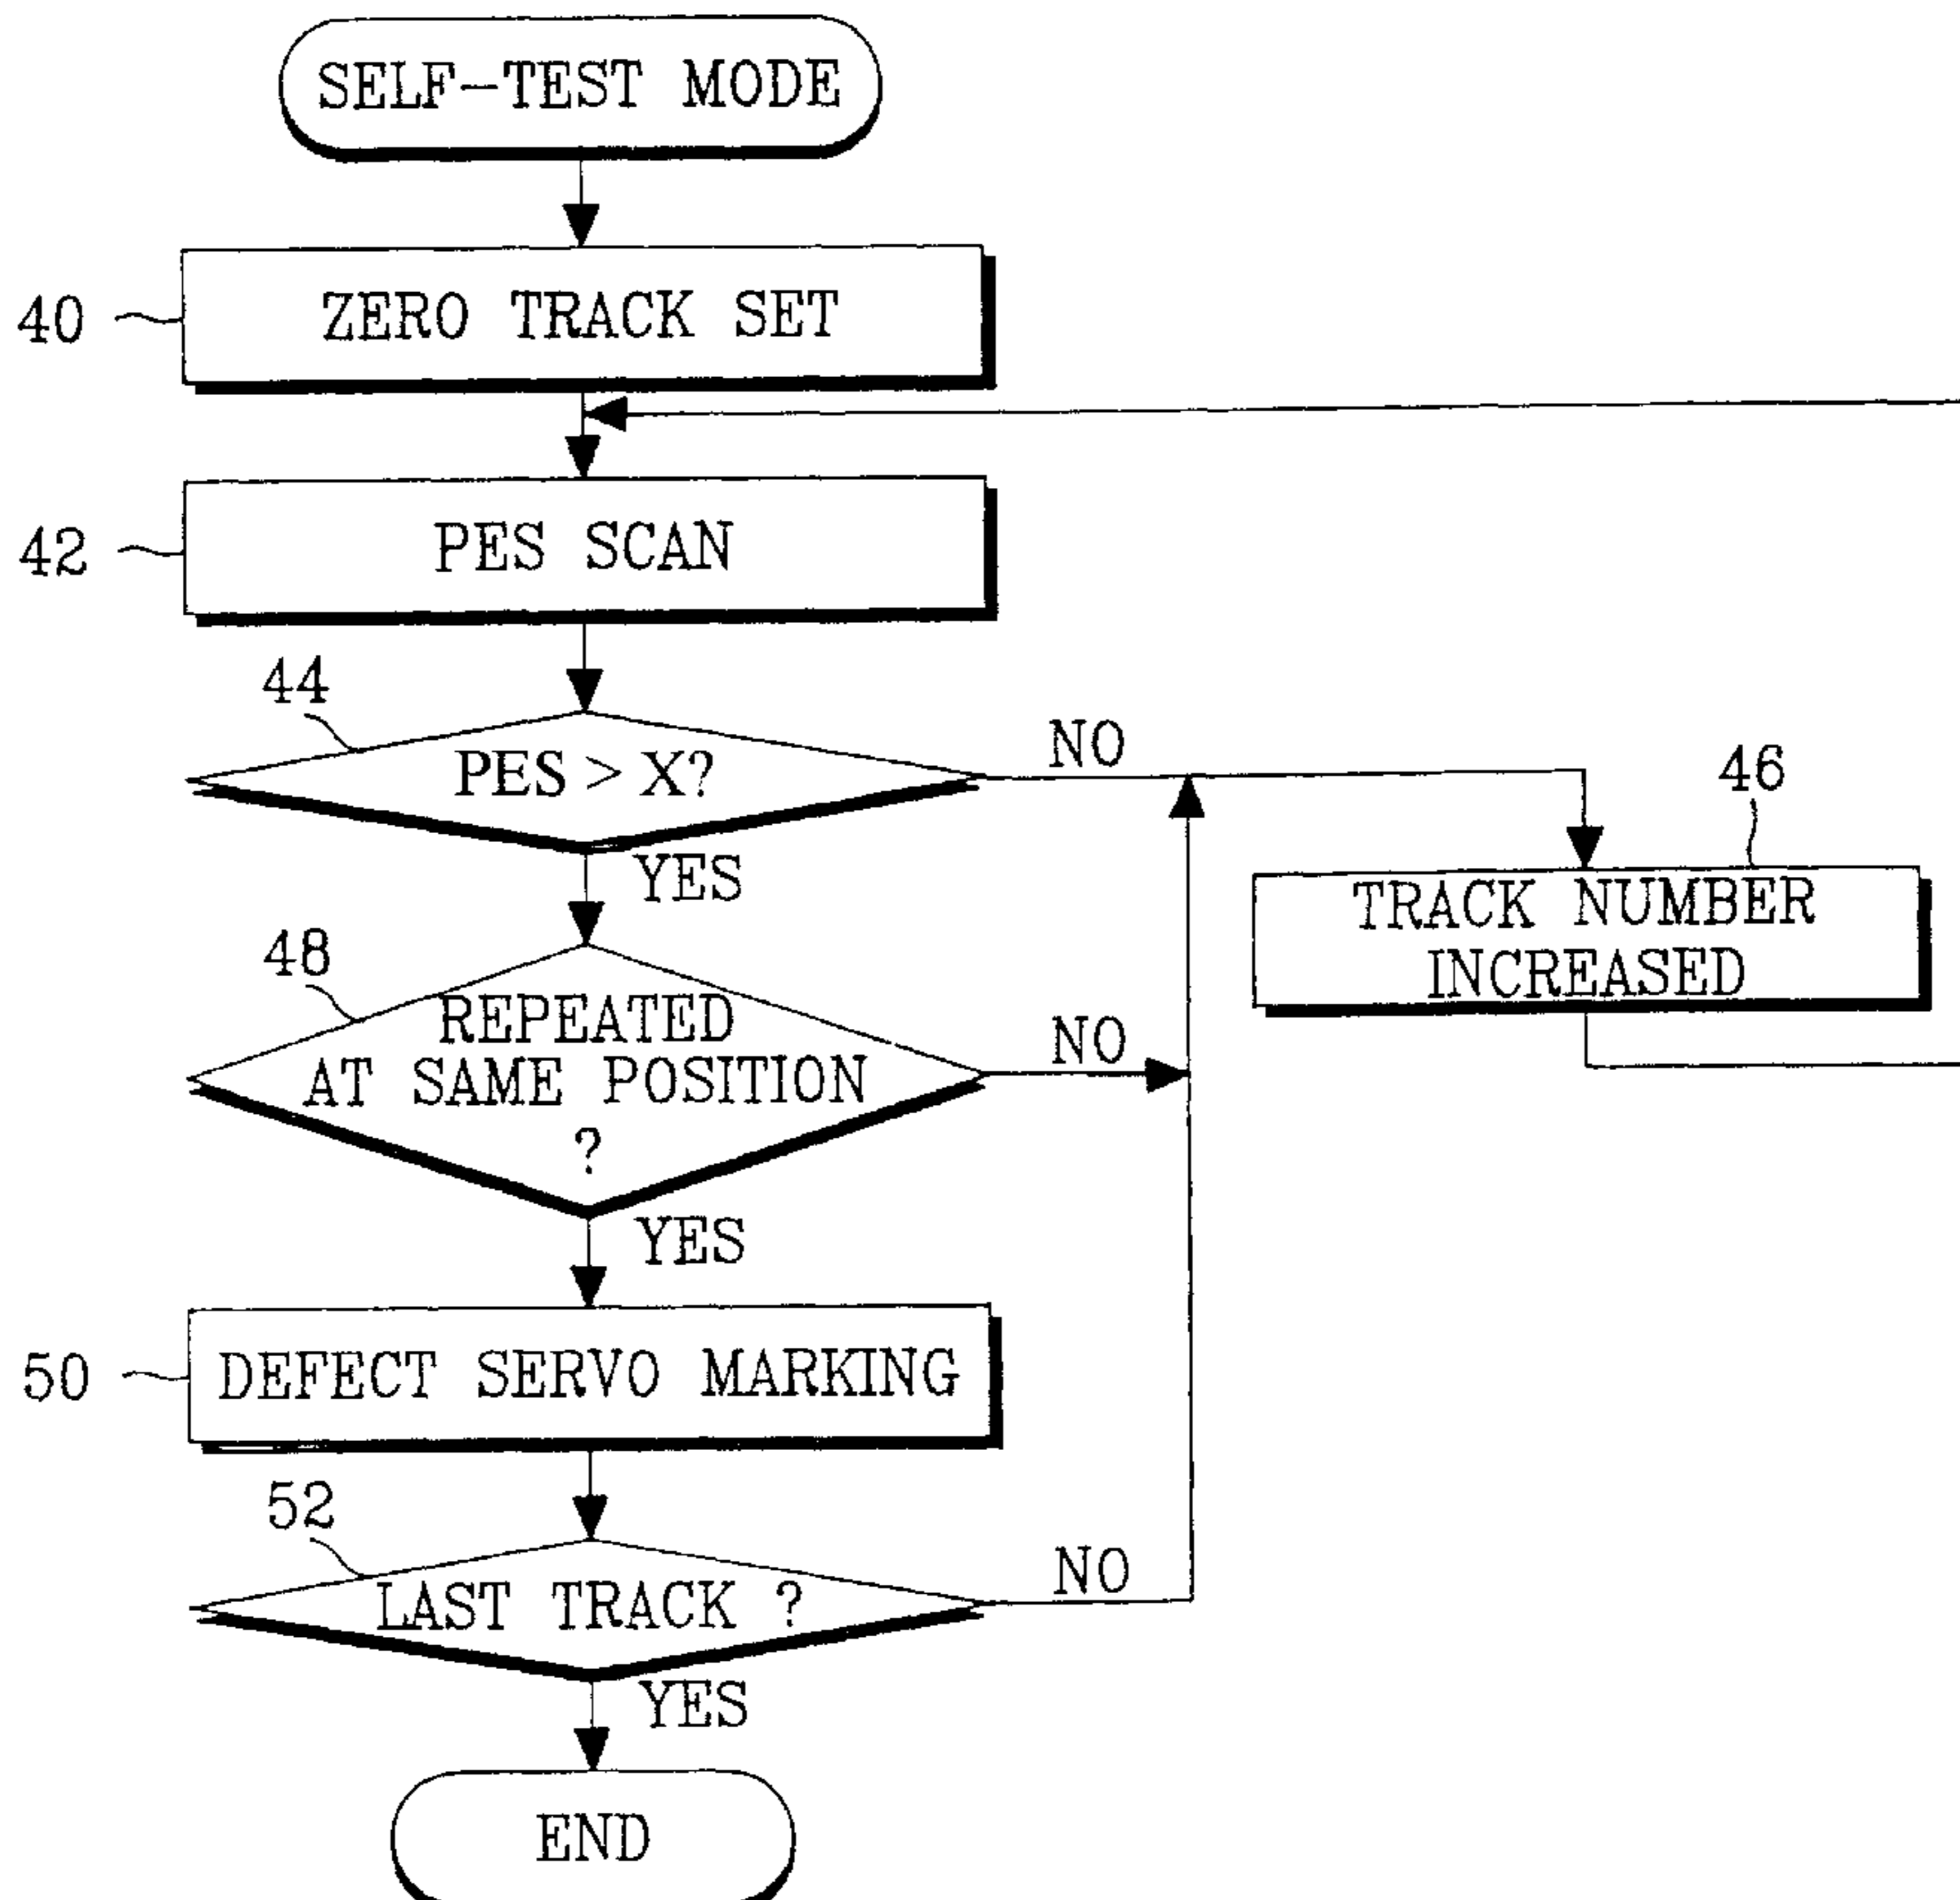 SELF-TEST MODE
40
ZERO TRACK SET
42
PES SCAN
44
PES > X?
NO
46
YES
TRACK NUMBER
INCREASED
48
REPEATED
AT SAME POSITION
?
NO
YES
50
DEFECT SERVO MARKING
52
LAST TRACK ?
NO
YES
END